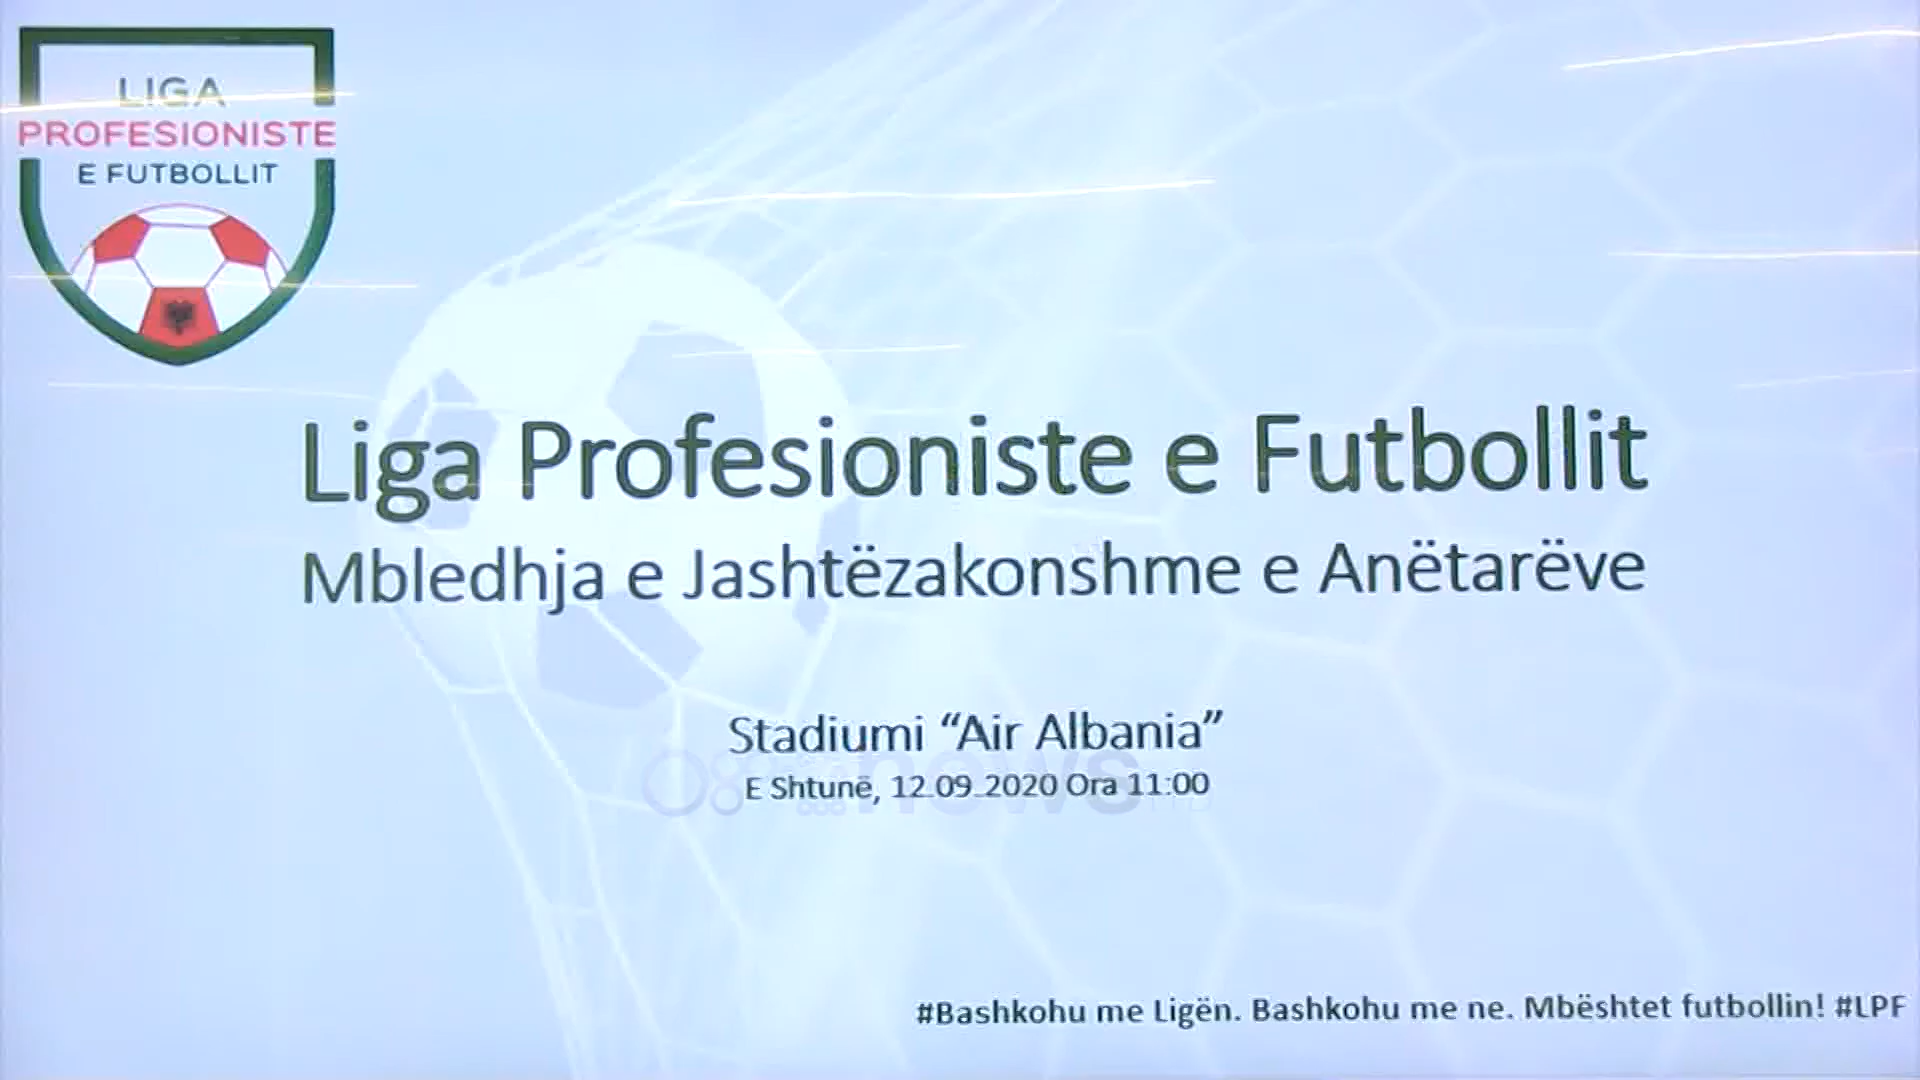 LIGA
PROFESIONISTE
E FUTBOLLIT
Liga Profesioniste e Futbollit
Mbledhja e Jashtëzakonshme e Anëtarëve
Stadiumi “Air Albania”
E Shtunë, 12.09.2020 Ora 11:00
news
#Bashkohu me Ligën. Bashkohu me ne. Mbështet futbollin! #LPF